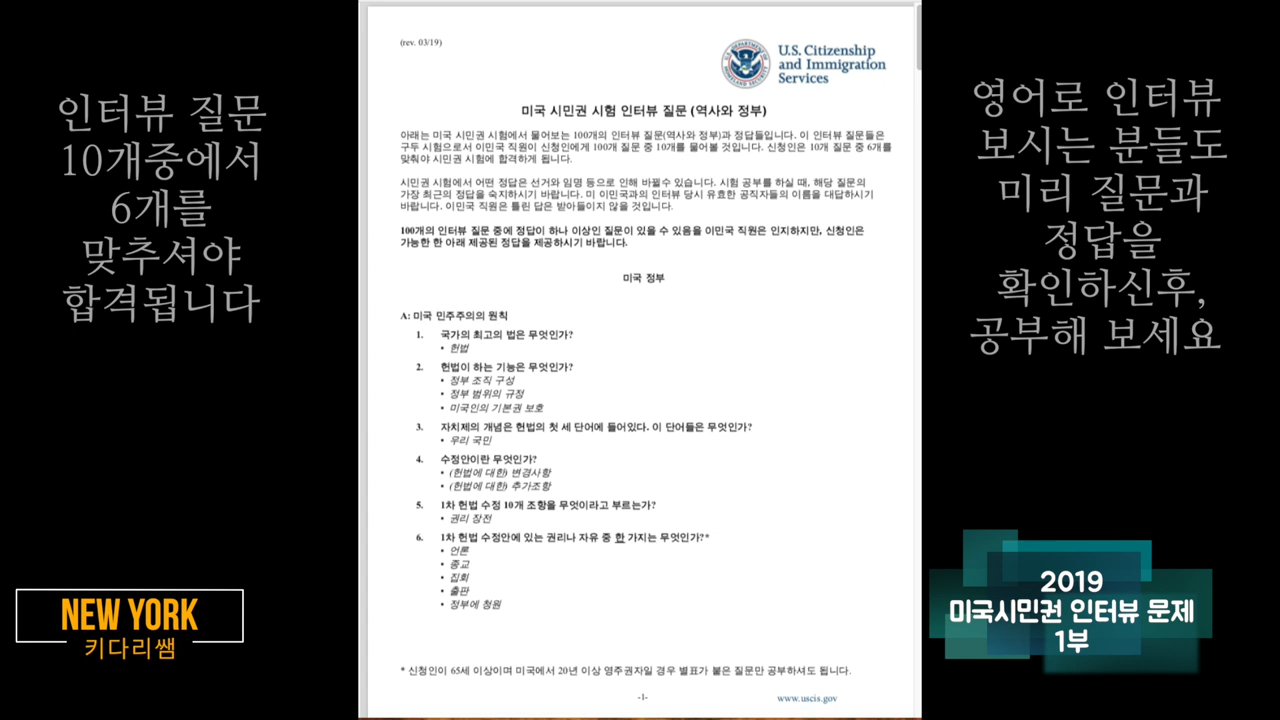 인터뷰 질문
10개중에서
6개를
맞추셔야
합격됩니다
NEW YORK
키다리쌤
(rev. 03/19)
U.S. Citizenship
and Immigration
Services
미국 시민권 시험 인터뷰 질문 (역사와 정부)
아래는 미국 시민권 시험에서 물어보는 100개의 인터뷰 질문(역사와 정부)과 정답들입니다. 이 인터뷰 질문들은
구두 시험으로서 이민국 직원이 신청인에게 100개 질문 중 10개를 물어볼 것입니다. 신청인은 10개 질문 중 6개를
맞춰야 시민권 시험에 합격하게 됩니다.
시민권 시험에서 어떤 정답은 선거와 임명 등으로 인해 바뀔수 있습니다. 시험 공부를 하실 때, 해당 질문의
가장 최근의 정답을 숙지하시기 바랍니다. 미 이민국과의 인터뷰 당시 유효한 공직자들의 이름을 대답하시기
바랍니다. 이민국 직원은 틀린 답은 받아들이지 않을 것입니다.
100개의 인터뷰 질문 중에 정답이 하나 이상인 질문이 있을 수 있음을 이민국 직원은 인지하지만, 신청인은
가능한 한 아래 제공된 정답을 제공하시기 바랍니다.
미국 정부
A: 미국 민주주의의 원칙
1. 국가의 최고의 법은 무엇인가?
• 헌법
2. 헌법이 하는 기능은 무엇인가?
• 정부 조직 구성
• 정부 범위의 규정
• 미국인의 기본권 보호
3. 자치제의 개념은 헌법의 첫 세 단어에 들어있다. 이 단어들은 무엇인가?
• 우리 국민
4. 수정안이란 무엇인가?
• (헌법에 대한) 변경사항
• (헌법에 대한) 추가조항
5. 1차 헌법 수정 10개 조항을 무엇이라고 부르는가?
• 권리 장전
6. 1차 헌법 수정안에 있는 권리나 자유 중 한 가지는 무엇인가?*
• 언론
• 종교
• 집회
• 출판
• 정부에 청원
* 신청인이 65세 이상이며 미국에서 20년 이상 영주권자일 경우 별표가 붙은 질문만 공부하셔도 됩니다.
-1-
www.uscis.gov
영어로 인터뷰
보시는 분들도
미리 질문과
정답을
확인하신후,
공부해 보세요
2019
미국시민권 인터뷰 문제
1부